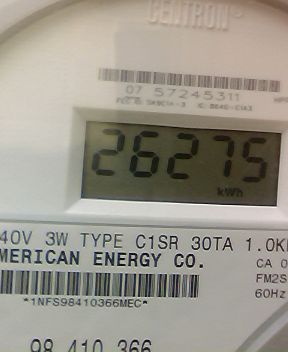 CENTRON
07 57245311
26275
kWh
40V 3W TYPE C1SR 30TA 1.0K
MERICAN ENERGY CO. CA 0
FM2S
*1NFS98410366MEC* 60Hz
98 410 366